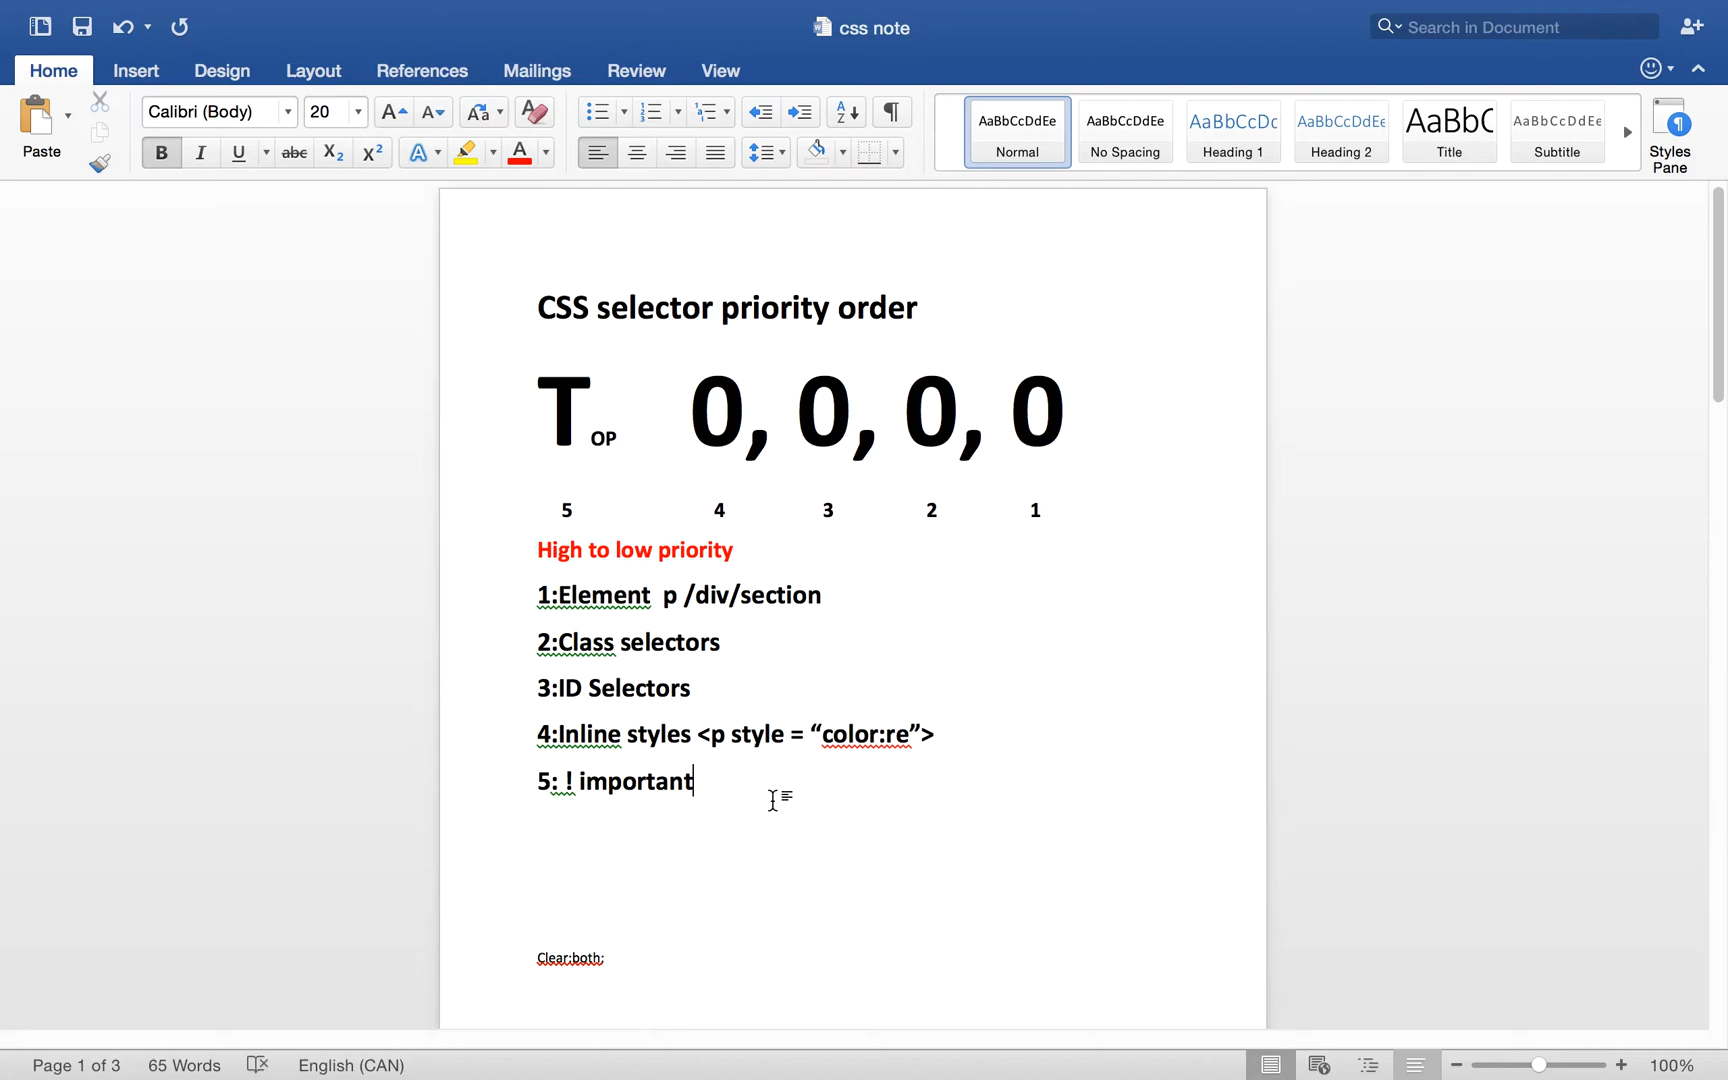 css note
Search in Document
Home Insert Design Layout References Mailings Review View
Paste
Calibri (Body) 20
AaBbCcDdEe AaBbCcDdEe AaBbCcDc AaBbCcDdEe AaBbC AaBbCcDdEe
Normal No Spacing Heading 1 Heading 2 Title Subtitle
Styles
Pane
CSS selector priority order
T OP 0, 0, 0, 0
5 4 3 2 1
High to low priority
1:Element p /div/section
2:Class selectors
3:ID Selectors
4:Inline styles <p style = “color:re”>
5: ! important
Clear:both;
Page 1 of 3 65 Words English (CAN) 100%